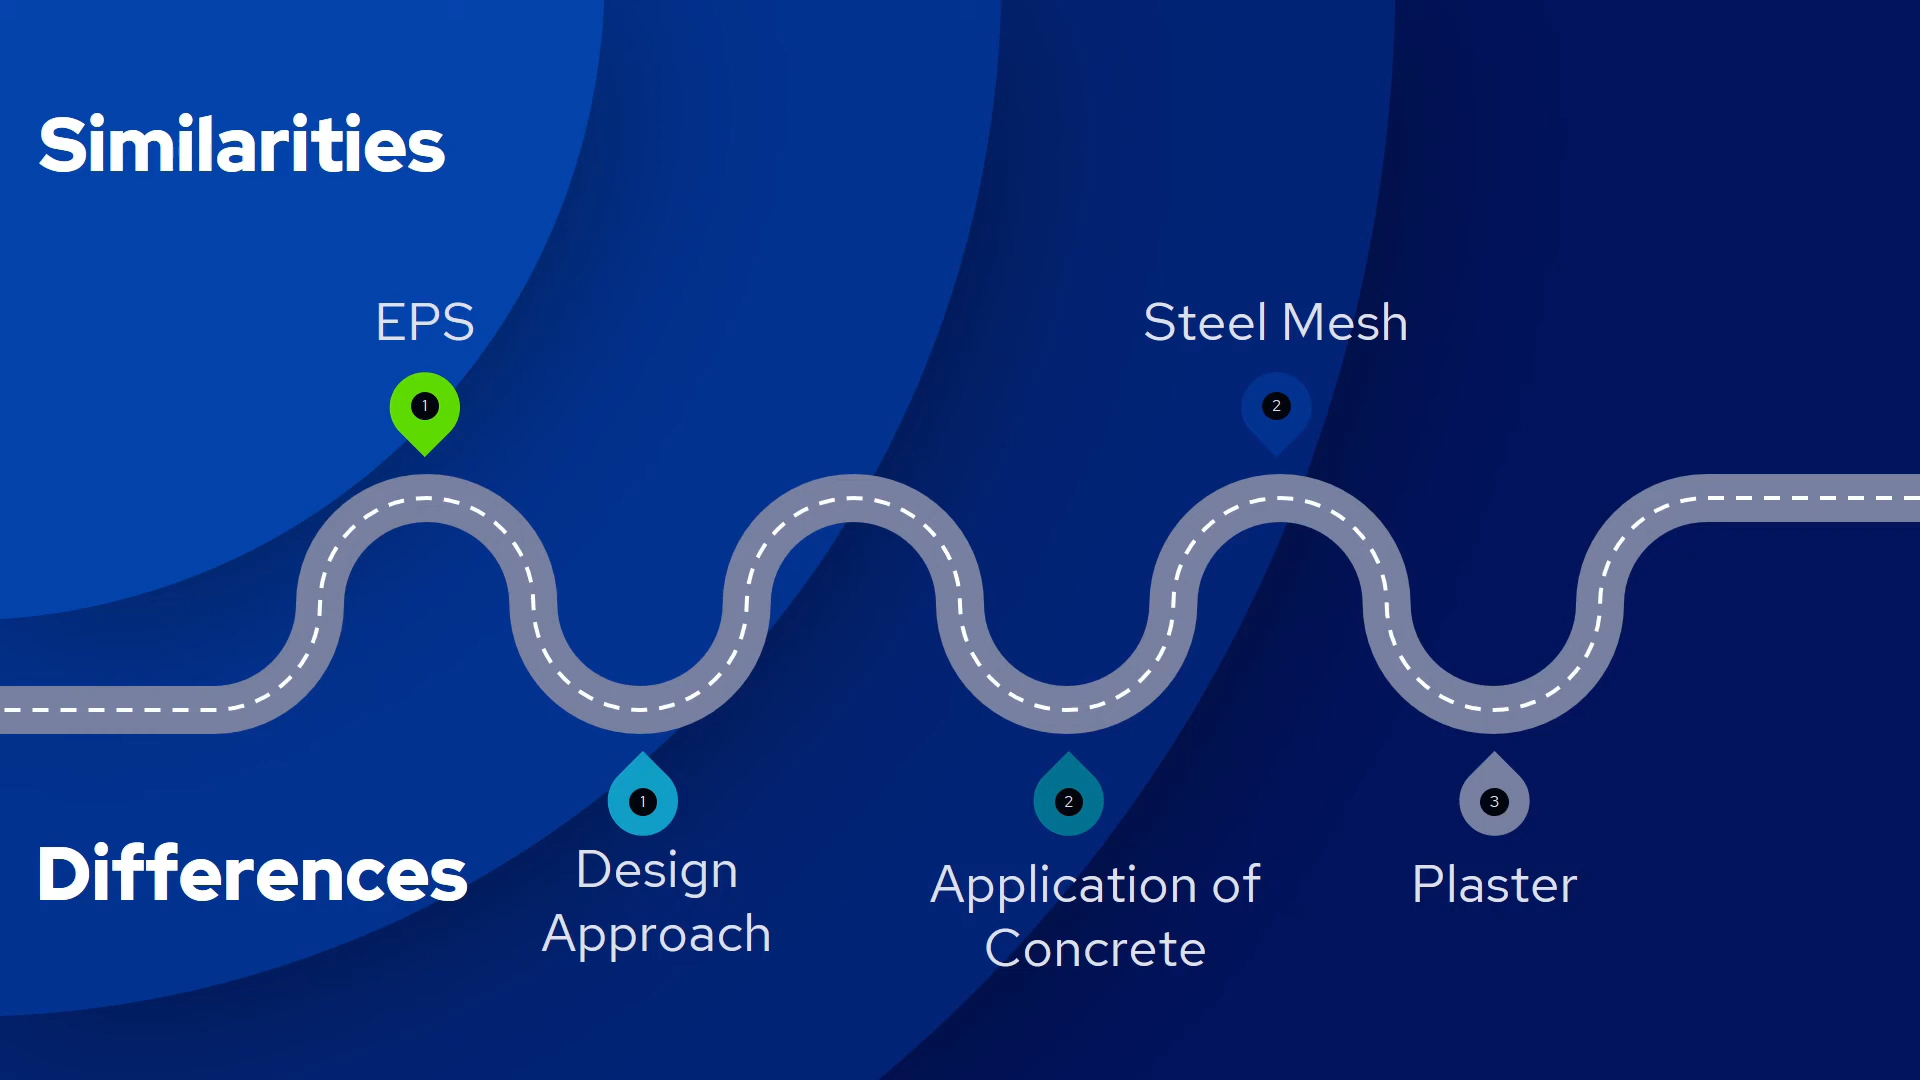 Similarities
EPS
Steel Mesh
1
2
1
2
3
Differences
Design
Approach
Application of
Concrete
Plaster